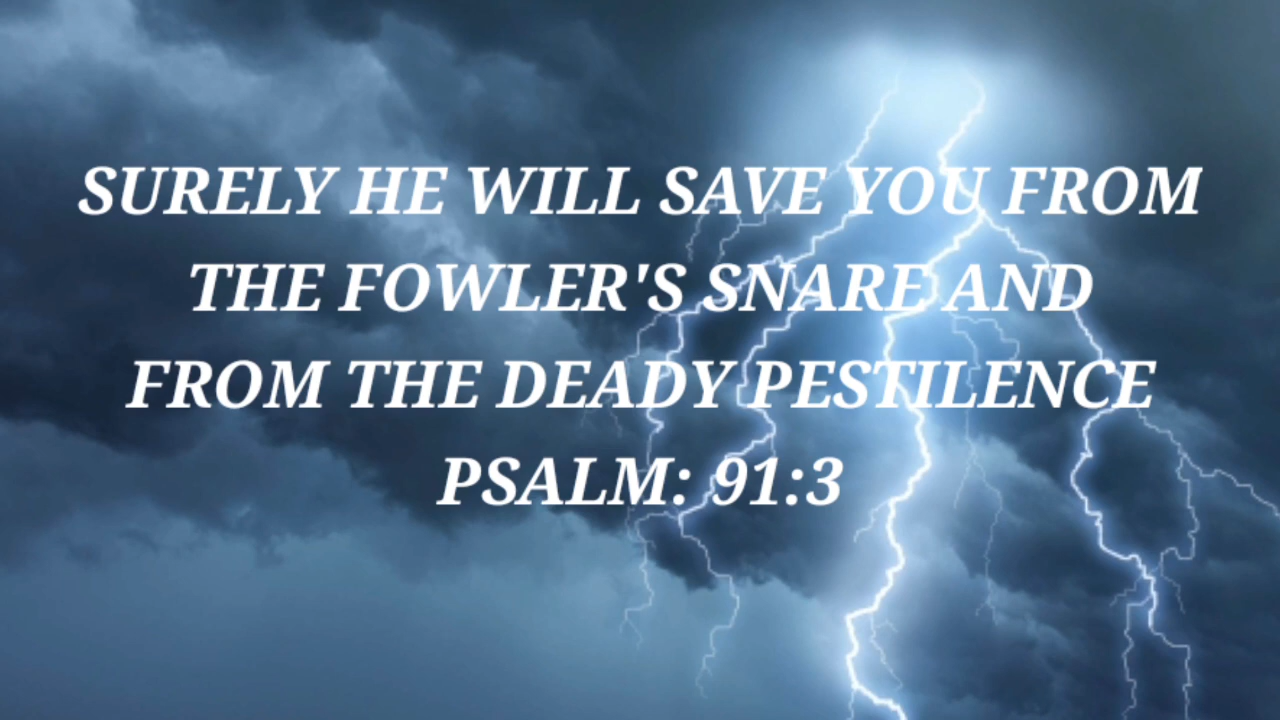 SURELY HE WILL SAVE YOU FROM
THE FOWLER'S SNARE AND
FROM THE DEADY PESTILENCE
PSALM: 91:3